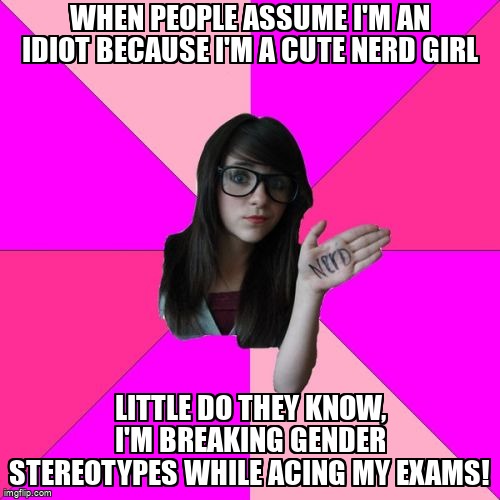 WHEN PEOPLE ASSUME I'M AN
IDIOT BECAUSE I'M A CUTE NERD GIRL
NerD
LITTLE DO THEY KNOW,
I'M BREAKING GENDER
STEREOTYPES WHILE ACING MY EXAMS!
imgflip.com